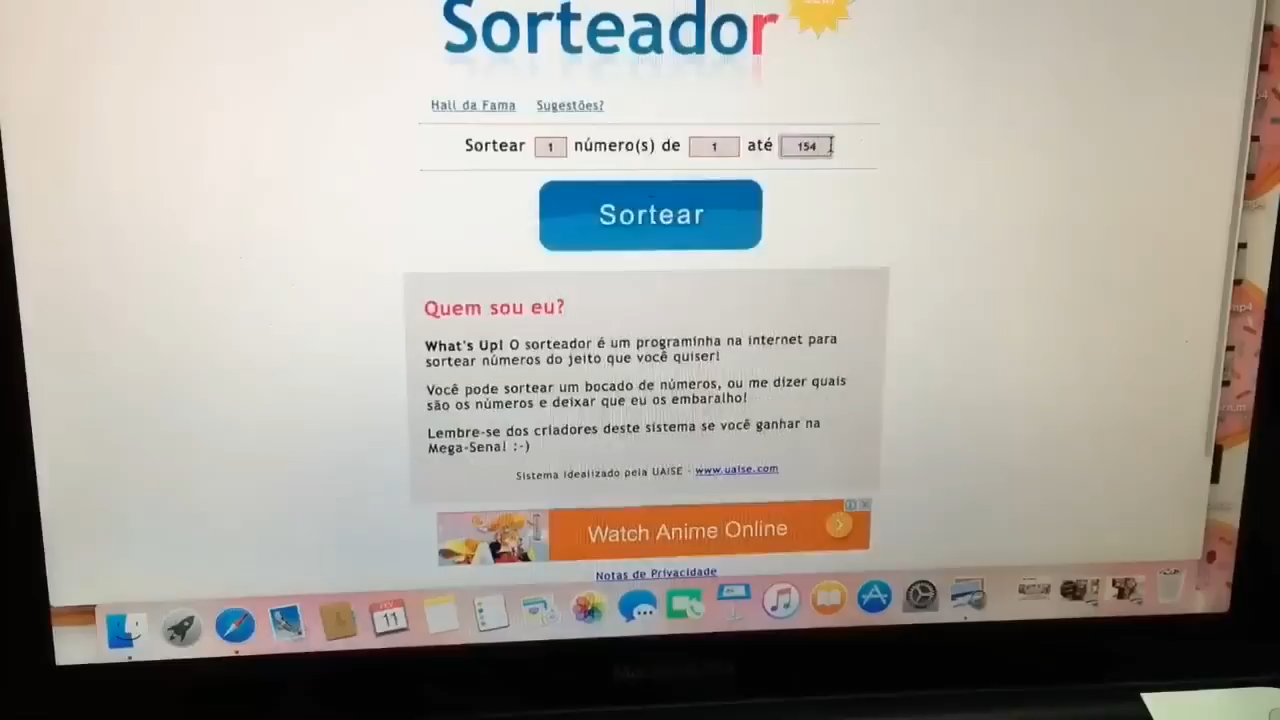 Sorteador
Hall da Fama Sugestões?
Sortear 1 número(s) de 1 até 154
Sortear
Quem sou eu?
What's Up! O sorteador é um programinha na internet para
sortear números do jeito que você quiser!
Você pode sortear um bocado de números, ou me dizer quais
são os números e deixar que eu os embaralho!
Lembre-se dos criadores deste sistema se você ganhar na
Mega-Sena! :-)
Sistema idealizado pela UAISE - www.uaise.com
Watch Anime Online
Notas de Privacidade
11